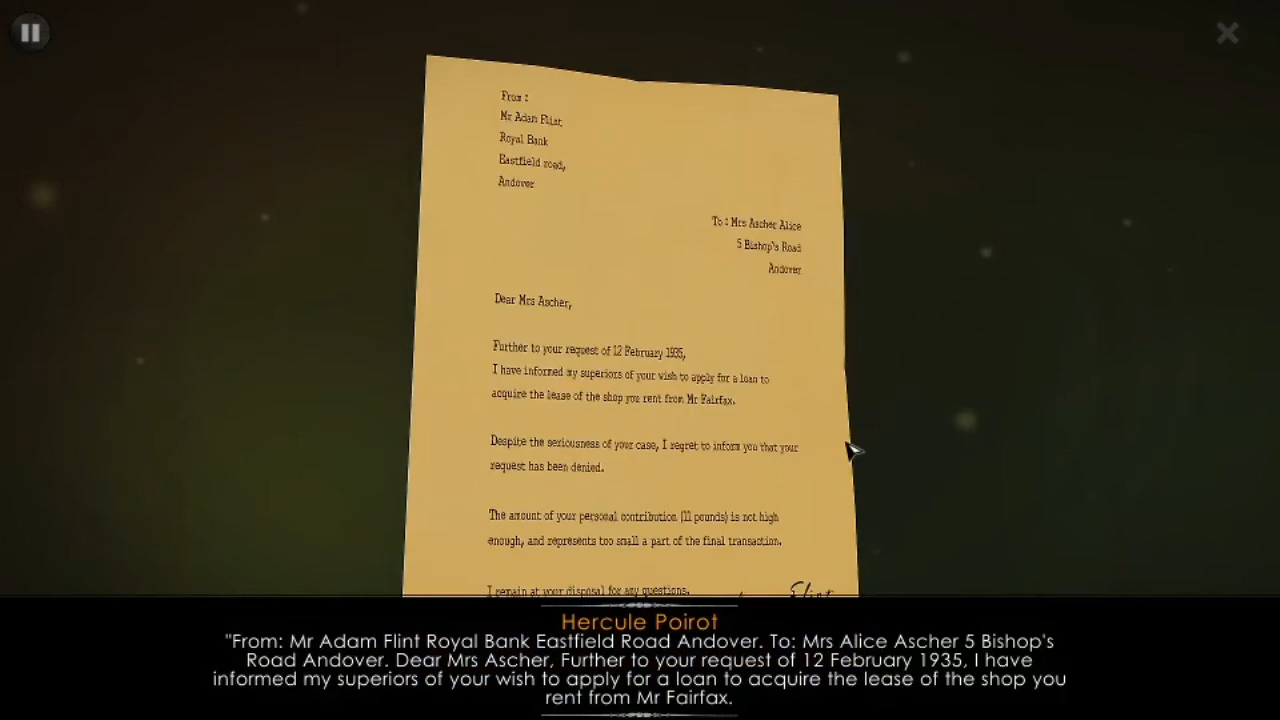 From :
Mr Adam Flint
Royal Bank
Eastfield road,
Andover
To : Mrs Ascher Alice
5 Bishop's Road
Andover
Dear Mrs Ascher,
Further to your request of 12 February 1935,
I have informed my superiors of your wish to apply for a loan to
acquire the lease of the shop you rent from Mr Fairfax.
Despite the seriousness of your case, I regret to inform you that your
request has been denied.
The amount of your personal contribution (11 pounds) is not high
enough, and represents too small a part of the final transaction.
I remain at your disposal for any questions.
Flint
Hercule Poirot
"From: Mr Adam Flint Royal Bank Eastfield Road Andover. To: Mrs Alice Ascher 5 Bishop's
Road Andover. Dear Mrs Ascher, Further to your request of 12 February 1935, I have
informed my superiors of your wish to apply for a loan to acquire the lease of the shop you
rent from Mr Fairfax.